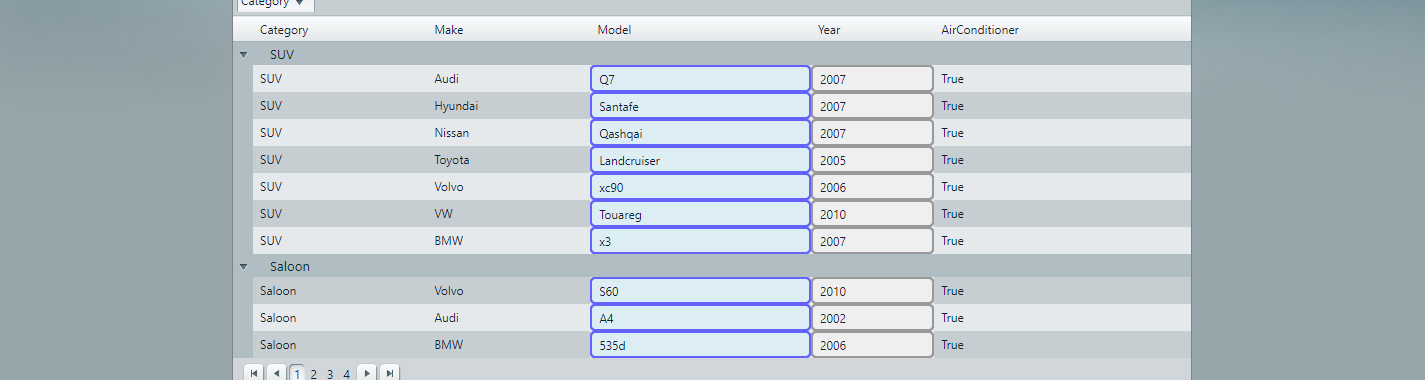 Category
Category Make Model Year AirConditioner
SUV
SUV Audi Q7 2007 True
SUV Hyundai Santafe 2007 True
SUV Nissan Qashqai 2007 True
SUV Toyota Landcruiser 2005 True
SUV Volvo xc90 2006 True
SUV VW Touareg 2010 True
SUV BMW x3 2007 True
Saloon
Saloon Volvo S60 2010 True
Saloon Audi A4 2002 True
Saloon BMW 535d 2006 True
1 2 3 4